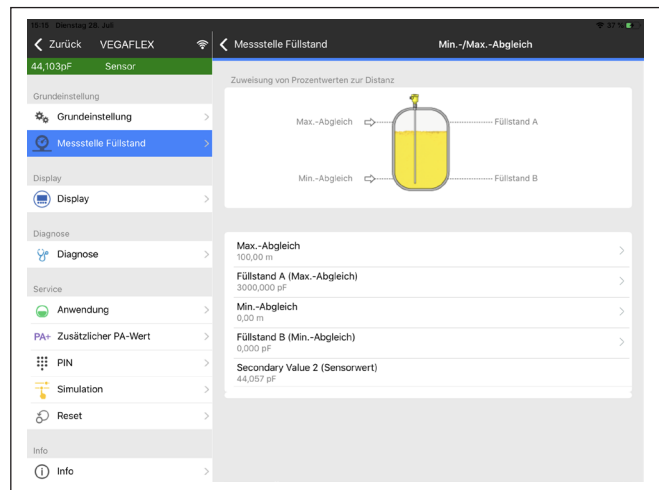 15:15 Dienstag 28. Juli
37 %
Zurück VEGAFLEX
Messstelle Füllstand
Min.-/Max.-Abgleich
44,103pF Sensor
Grundeinstellung
Grundeinstellung
Messstelle Füllstand
Display
Display
Diagnose
Diagnose
Service
Anwendung
PA+ Zusätzlicher PA-Wert
PIN
Simulation
Reset
Info
Info
Zuweisung von Prozentwerten zur Distanz
Max.-Abgleich
Füllstand A
Min.-Abgleich
Füllstand B
Max.-Abgleich
100,00 m
Füllstand A (Max.-Abgleich)
3000,000 pF
Min.-Abgleich
0,00 m
Füllstand B (Min.-Abgleich)
0,000 pF
Secondary Value 2 (Sensorwert)
44,057 pF